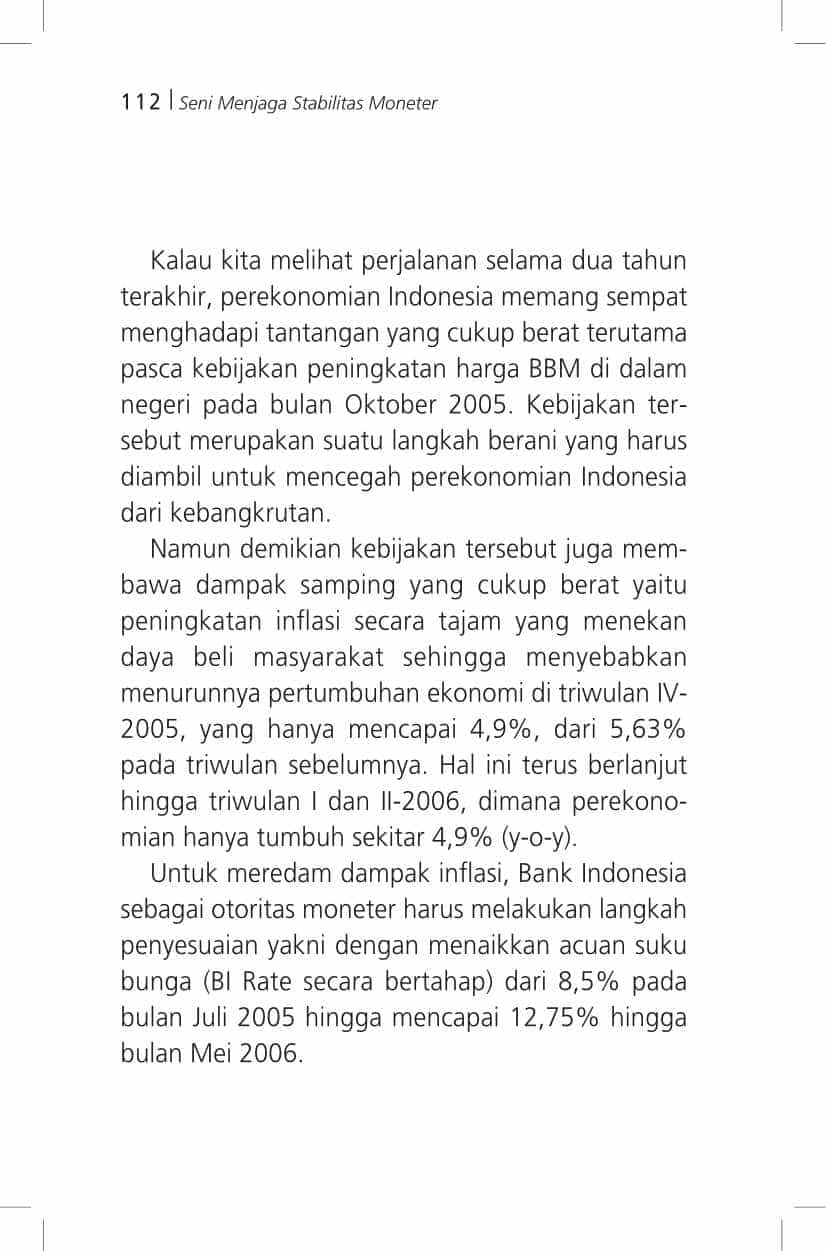 112 | Seni Menjaga Stabilitas Moneter
Kalau kita melihat perjalanan selama dua tahun
terakhir, perekonomian Indonesia memang sempat
menghadapi tantangan yang cukup berat terutama
pasca kebijakan peningkatan harga BBM di dalam
negeri pada bulan Oktober 2005. Kebijakan ter-
sebut merupakan suatu langkah berani yang harus
diambil untuk mencegah perekonomian Indonesia
dari kebangkrutan.
Namun demikian kebijakan tersebut juga mem-
bawa dampak samping yang cukup berat yaitu
peningkatan inflasi secara tajam yang menekan
daya beli masyarakat sehingga menyebabkan
menurunnya pertumbuhan ekonomi di triwulan IV-
2005, yang hanya mencapai 4,9%, dari 5,63%
pada triwulan sebelumnya. Hal ini terus berlanjut
hingga triwulan I dan II-2006, dimana perekono-
mian hanya tumbuh sekitar 4,9% (y-o-y).
Untuk meredam dampak inflasi, Bank Indonesia
sebagai otoritas moneter harus melakukan langkah
penyesuaian yakni dengan menaikkan acuan suku
bunga (BI Rate secara bertahap) dari 8,5% pada
bulan Juli 2005 hingga mencapai 12,75% hingga
bulan Mei 2006.